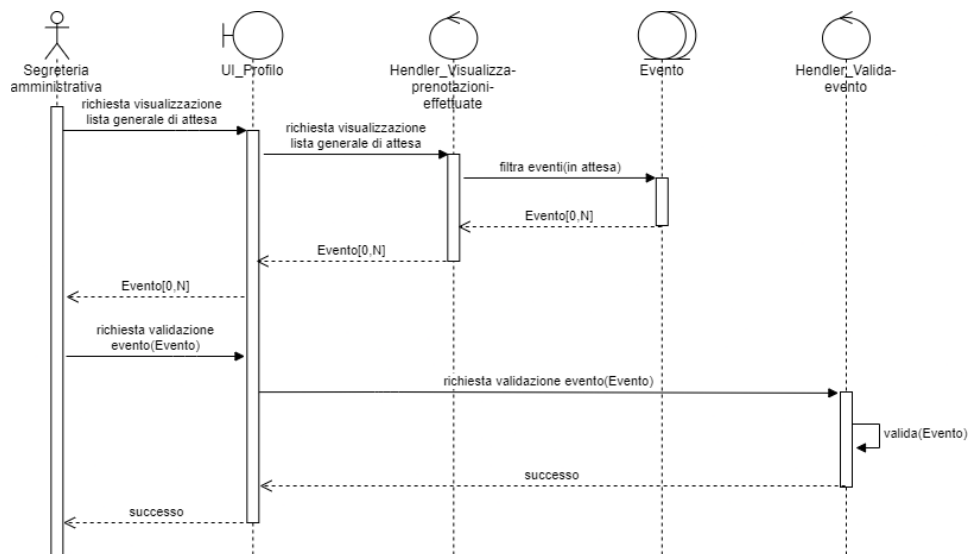 Segreteria
amministrativa
UI_Profilo
Hendler_Visualizza-
prenotazioni-
effettuate
Evento
Hendler_Valida-
evento
richiesta visualizzazione
lista generale di attesa
richiesta visualizzazione
lista generale di attesa
filtra eventi(in attesa)
Evento[0,N]
Evento[0,N]
Evento[0,N]
richiesta validazione
evento(Evento)
richiesta validazione evento(Evento)
valida(Evento)
successo
successo